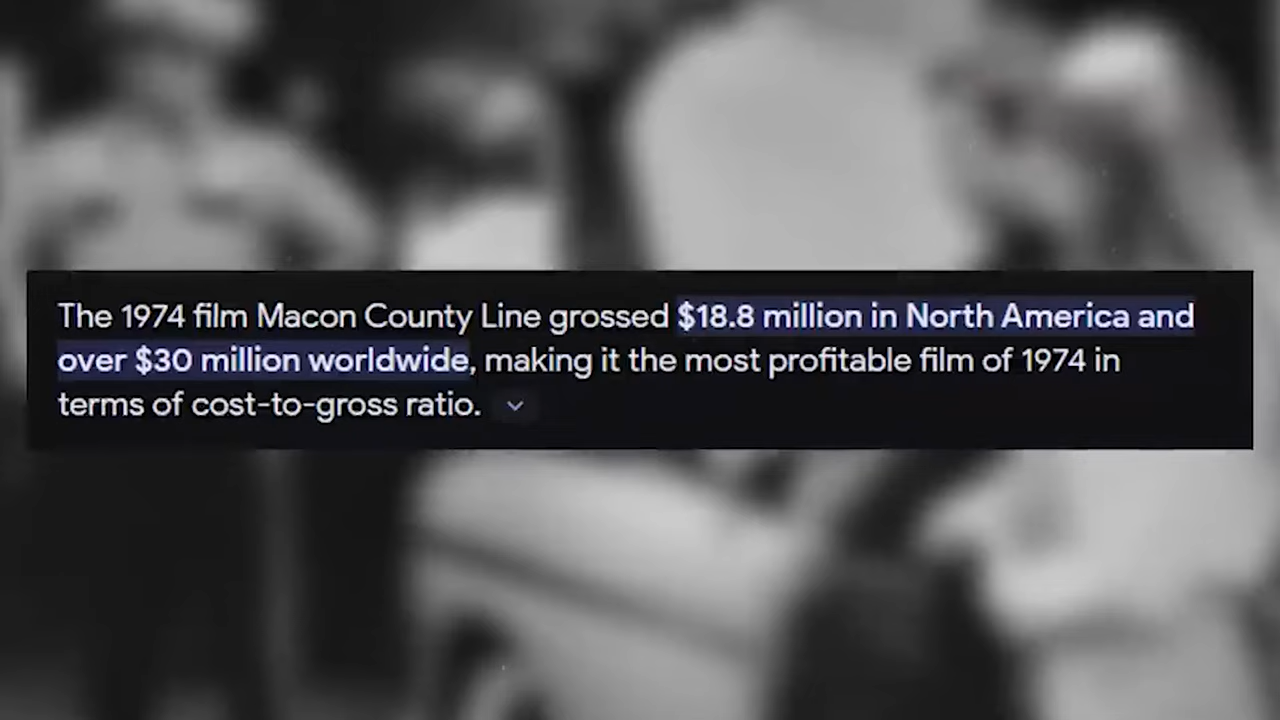 The 1974 film Macon County Line grossed $18.8 million in North America and
over $30 million worldwide, making it the most profitable film of 1974 in
terms of cost-to-gross ratio.